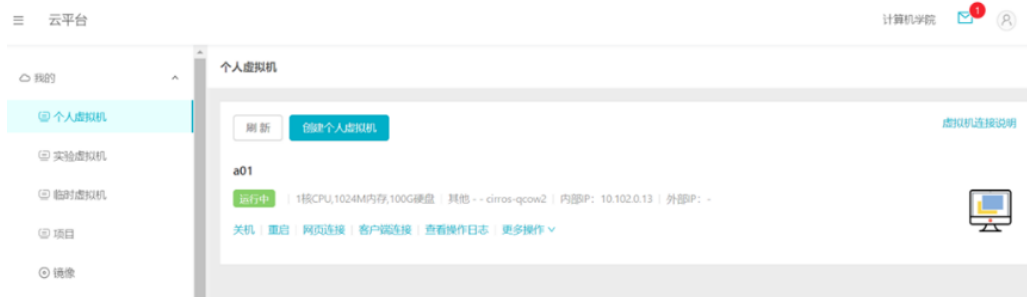 云平台
计算机学院 1
我的
个人虚拟机
实验虚拟机
临时虚拟机
项目
镜像
个人虚拟机
刷新 创建个人虚拟机 虚拟机连接说明
a01
运行中 | 1核CPU,1024M内存,100G硬盘 | 其他 - - cirros-qcow2 | 内部IP: 10.102.0.13 | 外部IP: -
关机 | 重启 | 网页连接 | 客户端连接 | 查看操作日志 | 更多操作